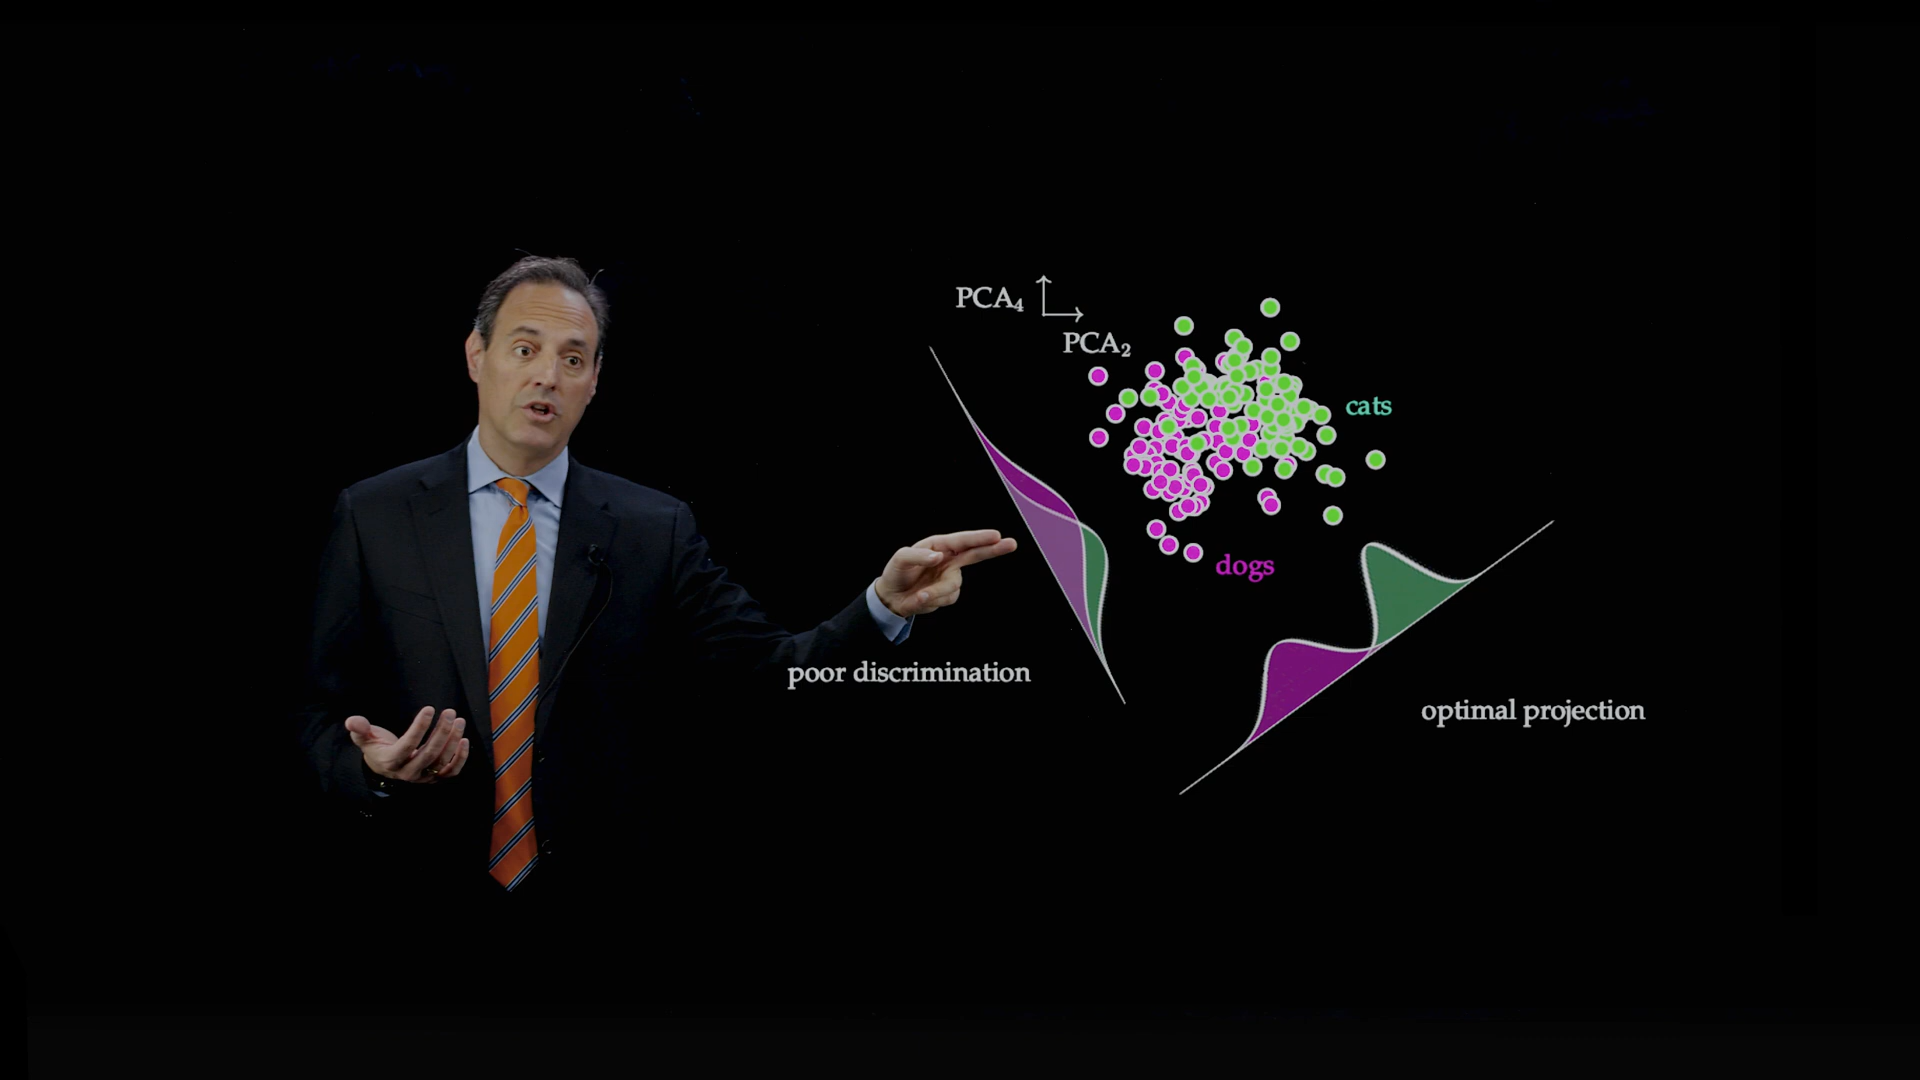 PCA₄
PCA₂
cats
dogs
poor discrimination
optimal projection